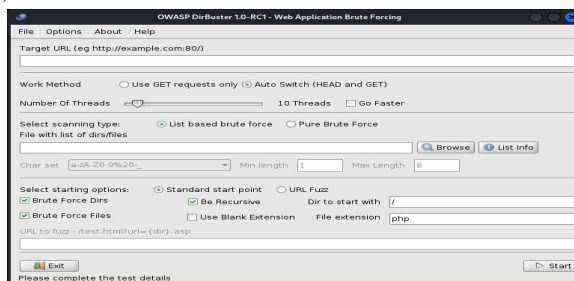 OWASP DirBuster 1.0-RC1 - Web Application Brute Forcing
File Options About Help
Target URL (eg http://example.com:80/)
Work Method Use GET requests only Auto Switch (HEAD and GET)
Number Of Threads 10 Threads Go Faster
Select scanning type: List based brute force Pure Brute Force
File with list of dirs/files
Browse List Info
Char set a-zA-Z0-9%20-_ Min length 1 Max Length 8
Select starting options: Standard start point URL Fuzz
Brute Force Dirs Be Recursive Dir to start with /
Brute Force Files Use Blank Extension File extension php
URL to fuzz - /test.html?url={dir}.asp
Exit Start
Please complete the test details